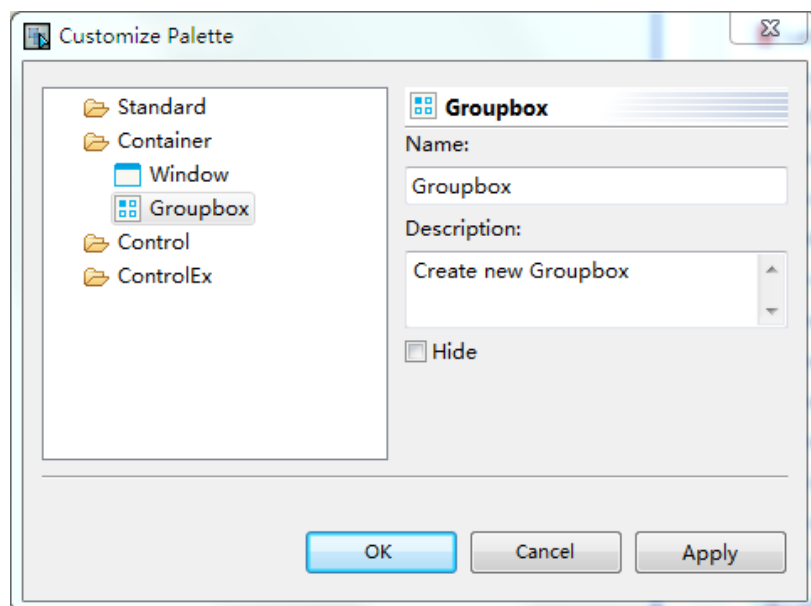 Customize Palette
Standard
Container
Window
Groupbox
Control
ControlEx
Groupbox
Name:
Groupbox
Description:
Create new Groupbox
Hide
OK
Cancel
Apply